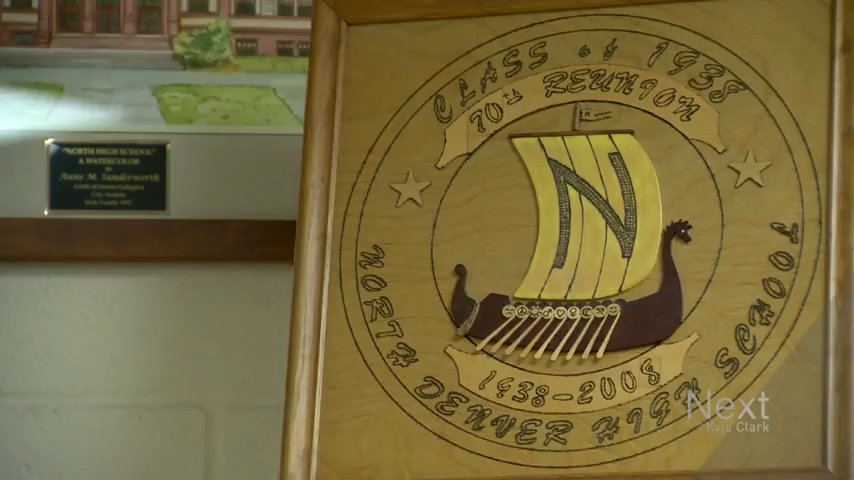 CLASS of 1938
70th REUNION
N
N
1938-2008
NORTH DENVER HIGH SCHOOL
"NORTH HIGH SCHOOL"
A WATERCOLOR
Anne M. Sunderworth
Next
Kyle Clark